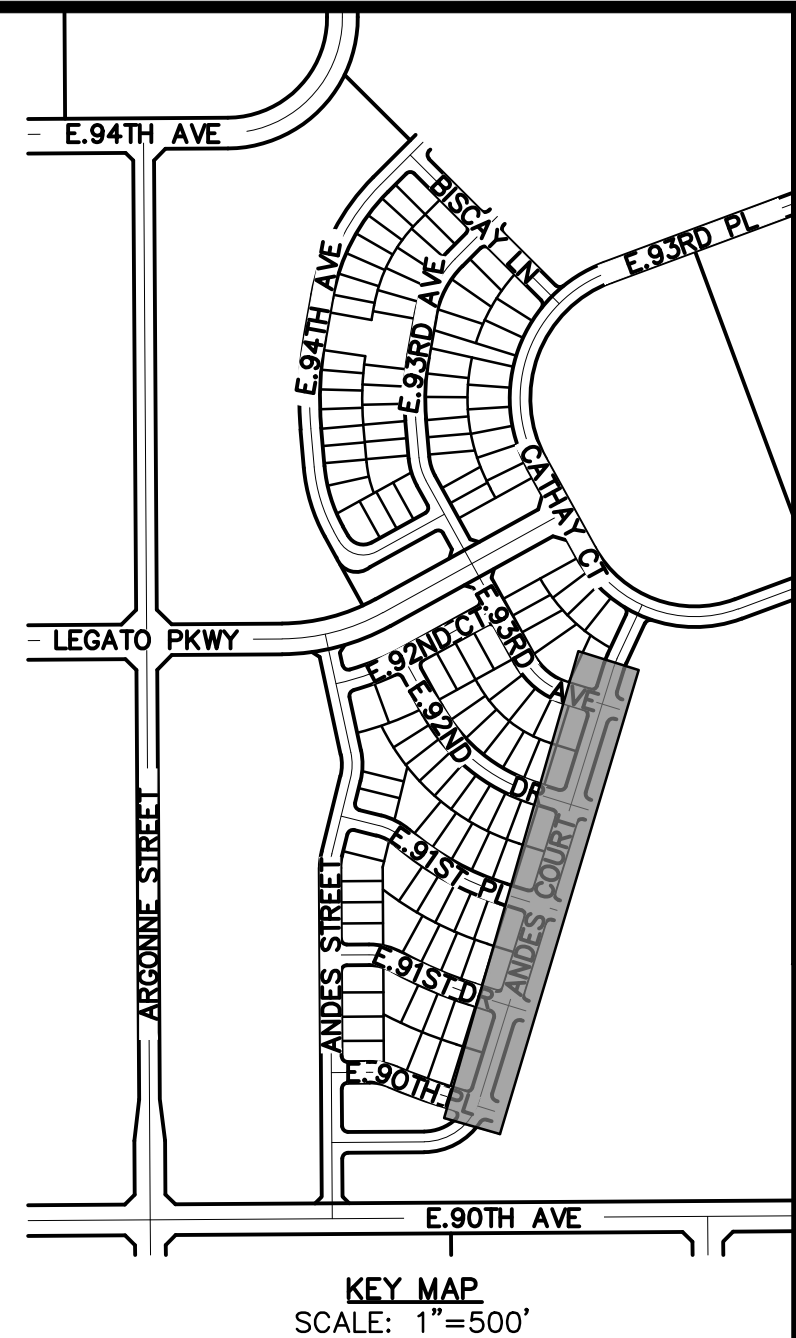 E.94TH AVE
BISCAY LN
E.93RD PL
E.94TH AVE
E.93RD AVE
CATHAY CT
LEGATO PKWY
E.92ND CT
E.93RD AVE
E.92ND DR
ARGONNE STREET
ANDES STREET
E.91ST PL
ANDES COURT
E.91ST DR
E. 90TH PL
E.90TH AVE
KEY MAP
SCALE: 1"=500'